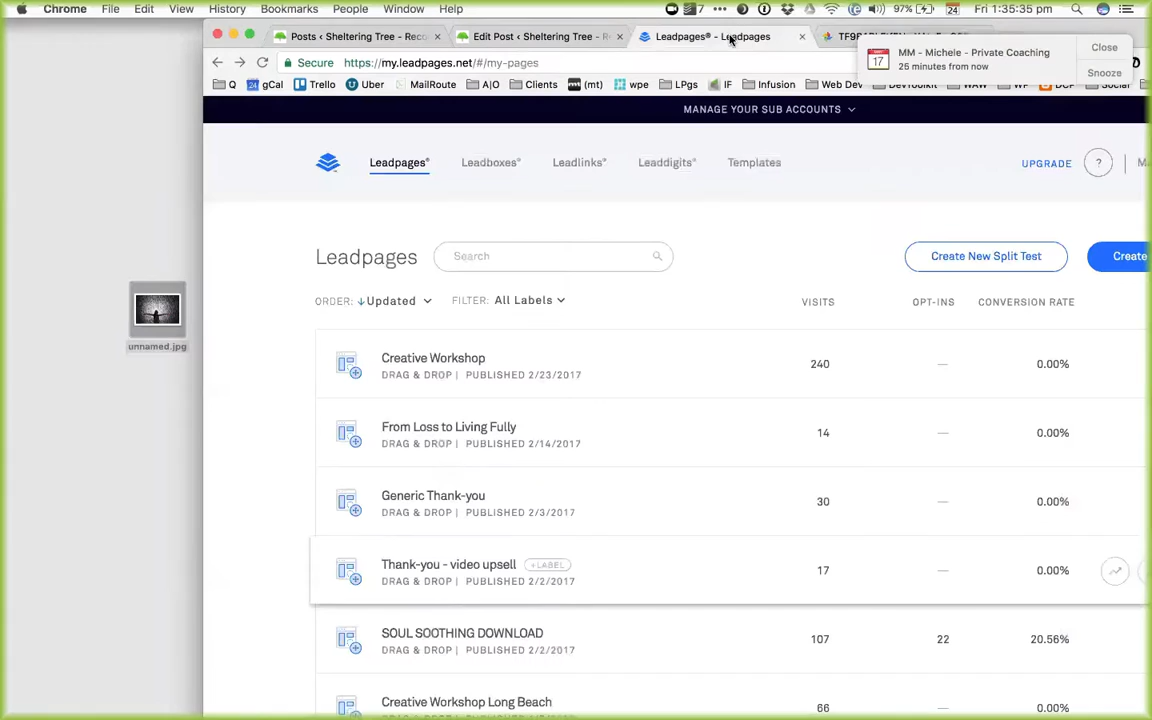 Chrome File Edit View History Bookmarks People Window Help 7 97% 24 Fri 1:35:35 pm
Posts ‹ Sheltering Tree - Reco × Edit Post ‹ Sheltering Tree - R × Leadpages® - Leadpages ×
MM - Michele - Private Coaching
26 minutes from now
Close
Snooze
17
Secure https://my.leadpages.net/#/my-pages
Q gCal Trello Uber MailRoute A|O Clients (mt) wpe LPgs IF Infusion Web Dev
MANAGE YOUR SUB ACCOUNTS
Leadpages® Leadboxes® Leadlinks® Leaddigits® Templates UPGRADE ?
Leadpages Search Create New Split Test Create
ORDER: Updated FILTER: All Labels VISITS OPT-INS CONVERSION RATE
Creative Workshop
DRAG & DROP | PUBLISHED 2/23/2017
240 — 0.00%
From Loss to Living Fully
DRAG & DROP | PUBLISHED 2/14/2017
14 — 0.00%
unnamed.jpg
Generic Thank-you
DRAG & DROP | PUBLISHED 2/3/2017
30 — 0.00%
Thank-you - video upsell +LABEL
DRAG & DROP | PUBLISHED 2/2/2017
17 — 0.00%
SOUL SOOTHING DOWNLOAD
DRAG & DROP | PUBLISHED 2/2/2017
107 22 20.56%
Creative Workshop Long Beach
66 — 0.00%